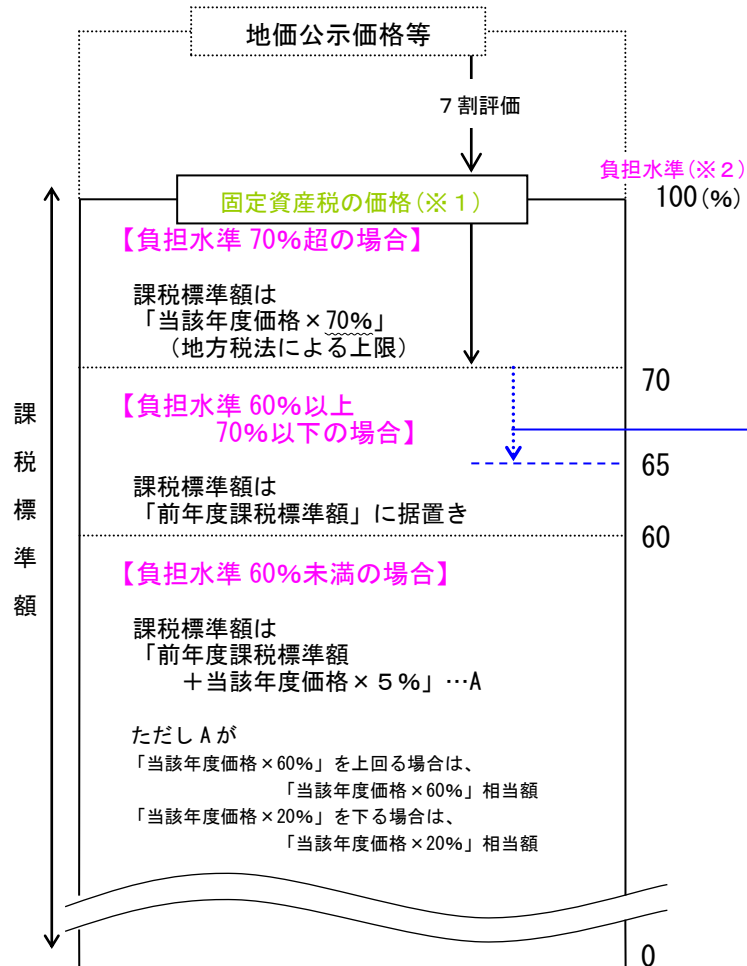 地価公示価格等
７割評価
負担水準(※２)
100(%)
固定資産税の価格(※１)
【負担水準 70%超の場合】
課税標準額は
「当該年度価格×70%」
（地方税法による上限）
70
【負担水準 60%以上
70%以下の場合】
65
課税標準額は
「前年度課税標準額」に据置き
60
【負担水準 60%未満の場合】
課税標準額は
「前年度課税標準額
＋当該年度価格×５%」…A
ただし A が
「当該年度価格×60%」を上回る場合は、
「当該年度価格×60%」相当額
「当該年度価格×20%」を下る場合は、
「当該年度価格×20%」相当額
0
課税標準額